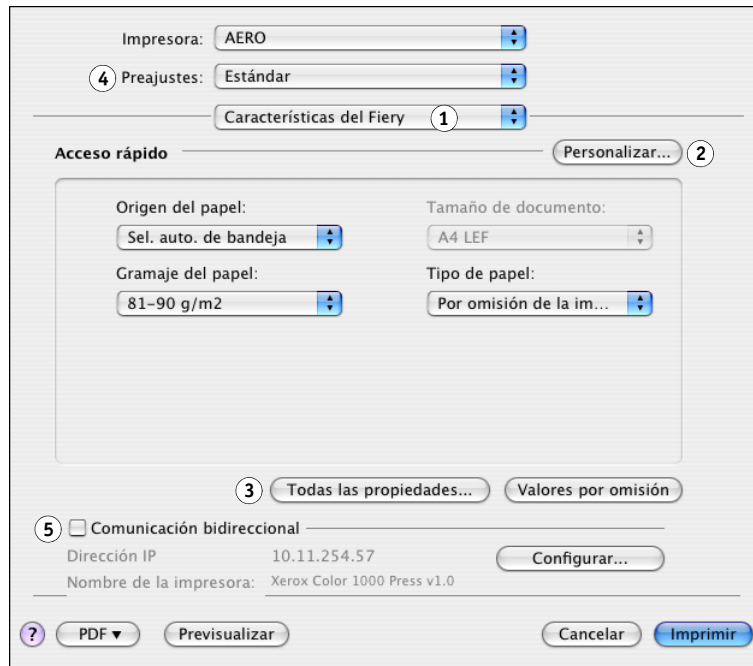 Impresora: AERO
4 Preajustes: Estándar
Características del Fiery 1
Acceso rápido Personalizar... 2
Origen del papel: Tamaño de documento:
Sel. auto. de bandeja A4 LEF
Gramaje del papel: Tipo de papel:
81–90 g/m2 Por omisión de la im...
3 Todas las propiedades... Valores por omisión
5 Comunicación bidireccional
Dirección IP 10.11.254.57 Configurar...
Nombre de la impresora: Xerox Color 1000 Press v1.0
? PDF ▼ Previsualizar Cancelar Imprimir